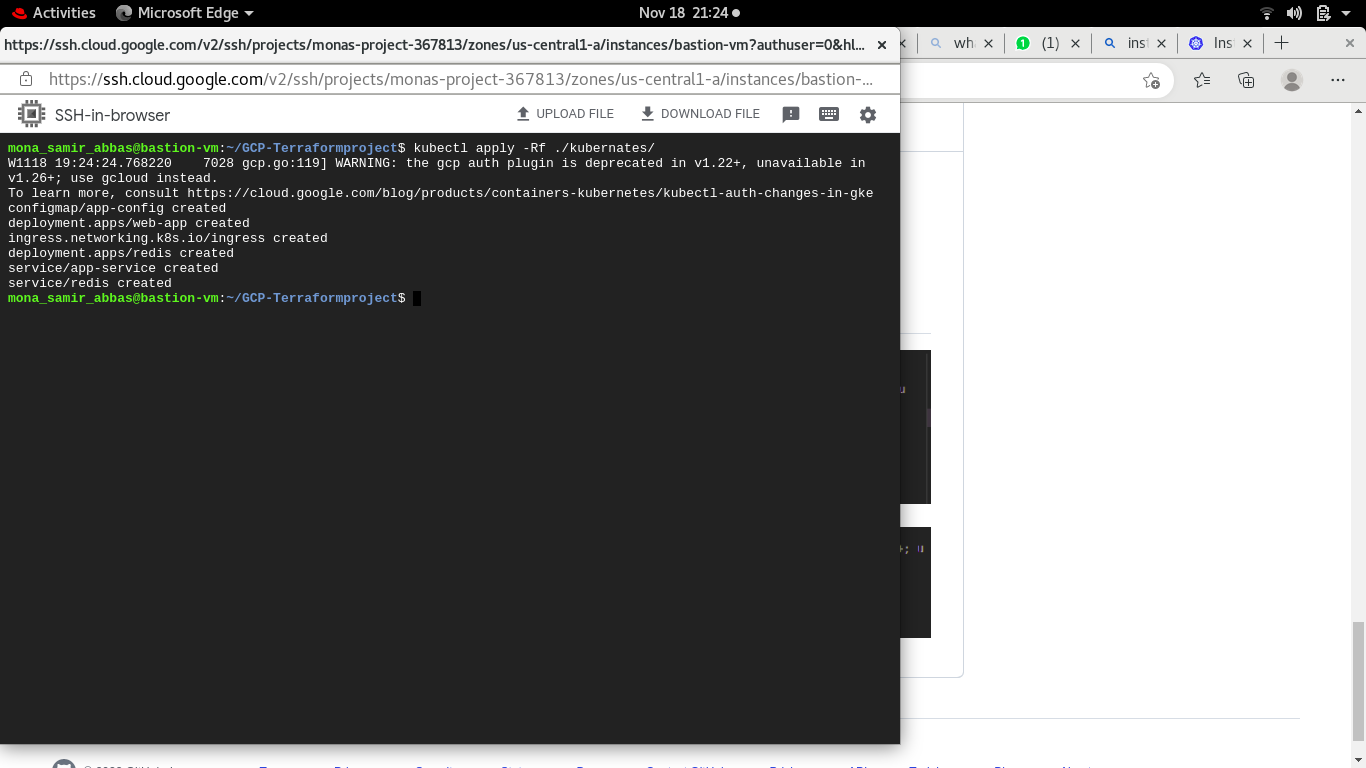 Activities Microsoft Edge Nov 18 21:24
https://ssh.cloud.google.com/v2/ssh/projects/monas-project-367813/zones/us-central1-a/instances/bastion-vm?authuser=0&hl...
wh (1) ins Ins
https://ssh.cloud.google.com/v2/ssh/projects/monas-project-367813/zones/us-central1-a/instances/bastion-...
SSH-in-browser UPLOAD FILE DOWNLOAD FILE
mona_samir_abbas@bastion-vm:~/GCP-Terraformproject$ kubectl apply -Rf ./kubernates/
W1118 19:24:24.768220    7028 gcp.go:119] WARNING: the gcp auth plugin is deprecated in v1.22+, unavailable in
v1.26+; use gcloud instead.
To learn more, consult https://cloud.google.com/blog/products/containers-kubernetes/kubectl-auth-changes-in-gke
configmap/app-config created
deployment.apps/web-app created
ingress.networking.k8s.io/ingress created
deployment.apps/redis created
service/app-service created
service/redis created
mona_samir_abbas@bastion-vm:~/GCP-Terraformproject$